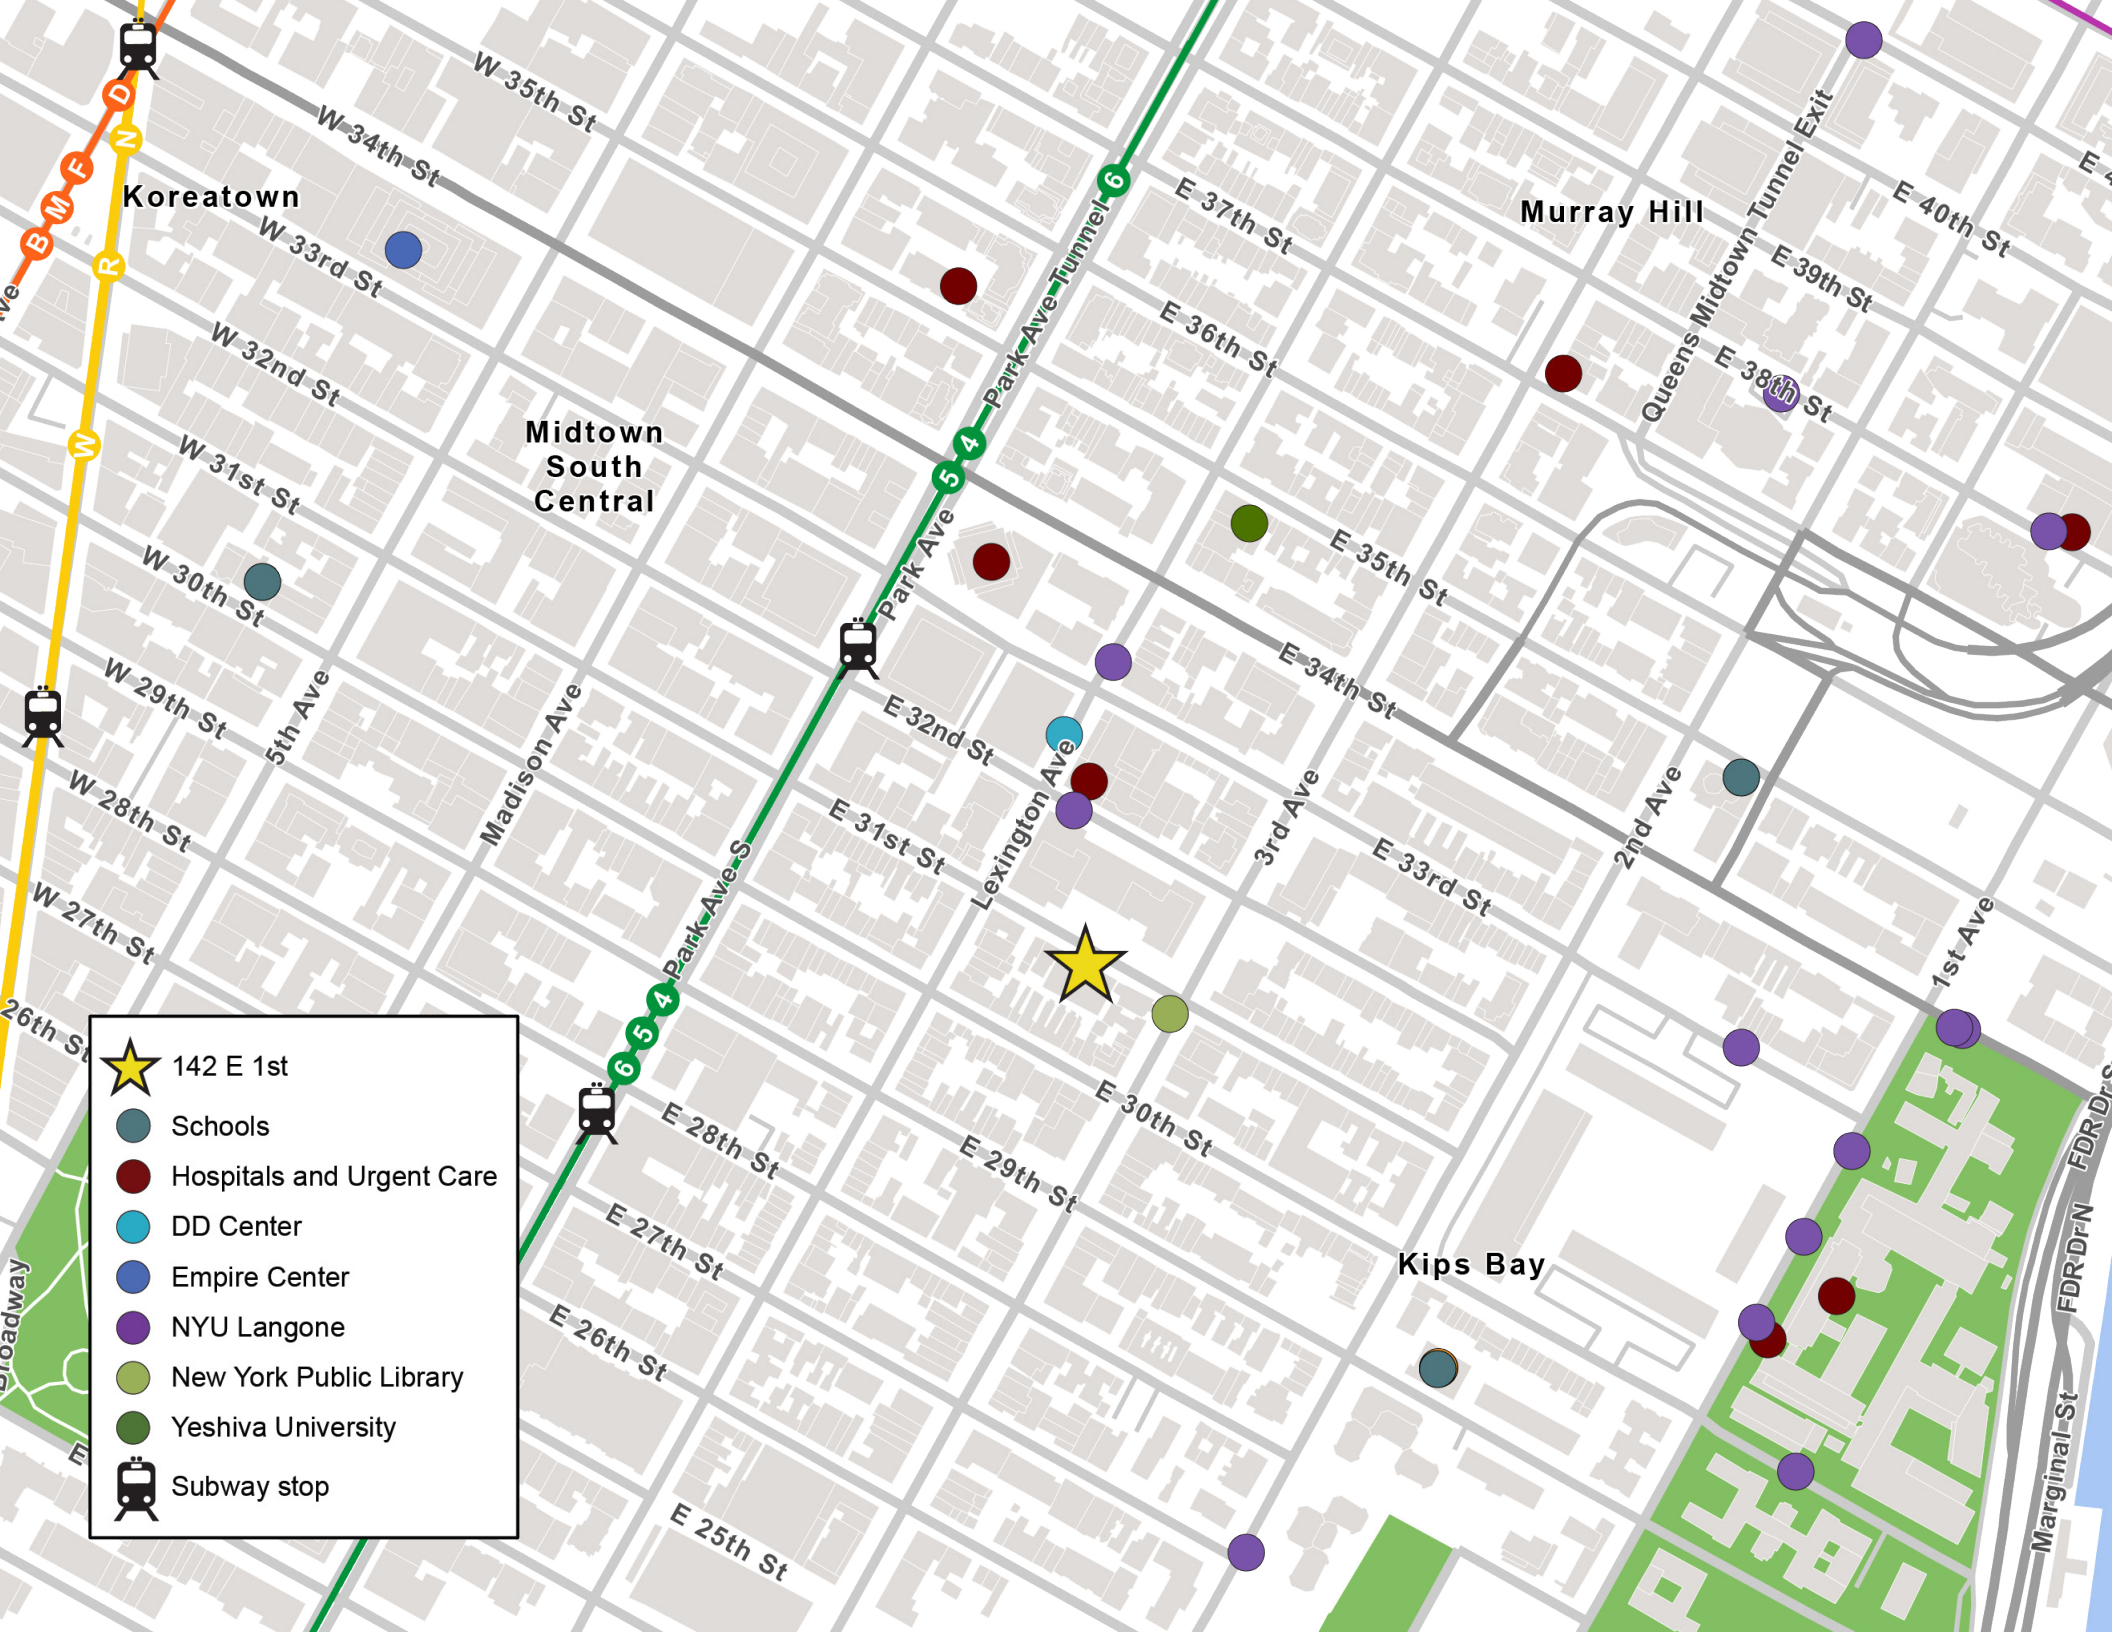 D
N
F
M
B
R
W
Koreatown
W 35th St
W 34th St
W 33rd St
W 32nd St
W 31st St
W 30th St
W 29th St
W 28th St
W 27th St
26th St
Midtown
South
Central
5th Ave
Madison Ave
6
Park Ave Tunnel
4
5
Park Ave
Park Ave S
4
5
6
E 37th St
E 36th St
E 35th St
E 34th St
E 33rd St
E 32nd St
E 31st St
E 30th St
E 29th St
E 28th St
E 27th St
E 26th St
E 25th St
Lexington Ave
3rd Ave
2nd Ave
1st Ave
Murray Hill
Queens Midtown Tunnel Exit
E 40th St
E 39th St
E 38th St
E 4
Kips Bay
FDR Dr S
FDR Dr N
Marginal St
Broadway
ve
E
142 E 1st
Schools
Hospitals and Urgent Care
DD Center
Empire Center
NYU Langone
New York Public Library
Yeshiva University
Subway stop